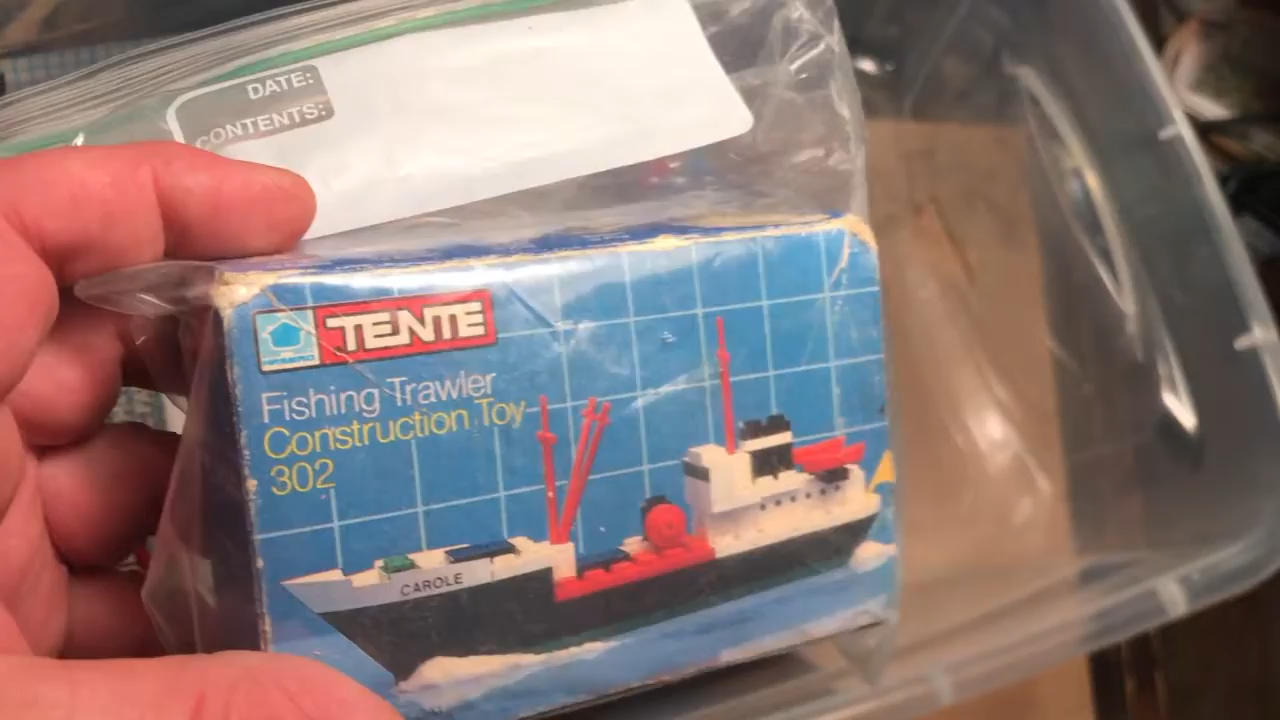 DATE:
CONTENTS:
TENTE
Fishing Trawler
Construction Toy
302
CAROLE